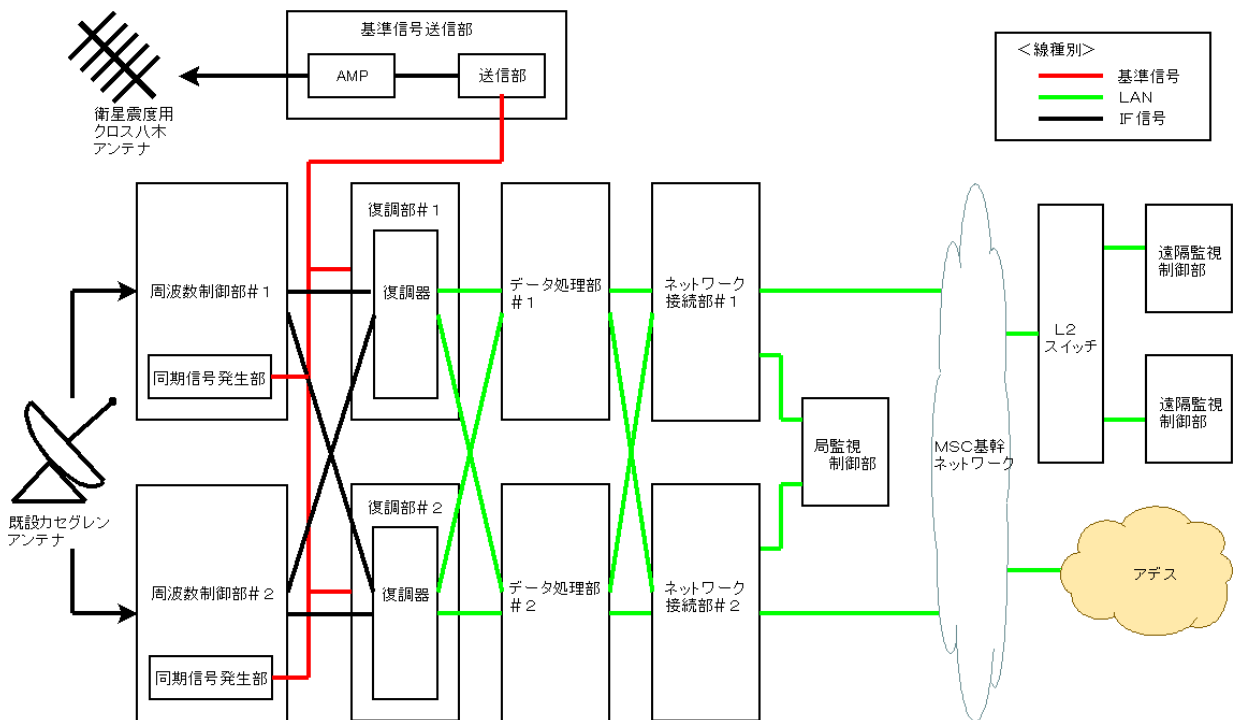 基準信号送信部
AMP
送信部
＜線種別＞
基準信号
LAN
IF信号
衛星震度用
クロス八木
アンテナ
周波数制御部＃１
同期信号発生部
復調部＃１
復調器
データ処理部
＃１
ネットワーク
接続部＃１
局監視
制御部
MSC基幹
ネットワーク
L２
スイッチ
遠隔監視
制御部
遠隔監視
制御部
既設カセグレン
アンテナ
周波数制御部＃２
同期信号発生部
復調部＃２
復調器
データ処理部
＃２
ネットワーク
接続部＃２
アデス